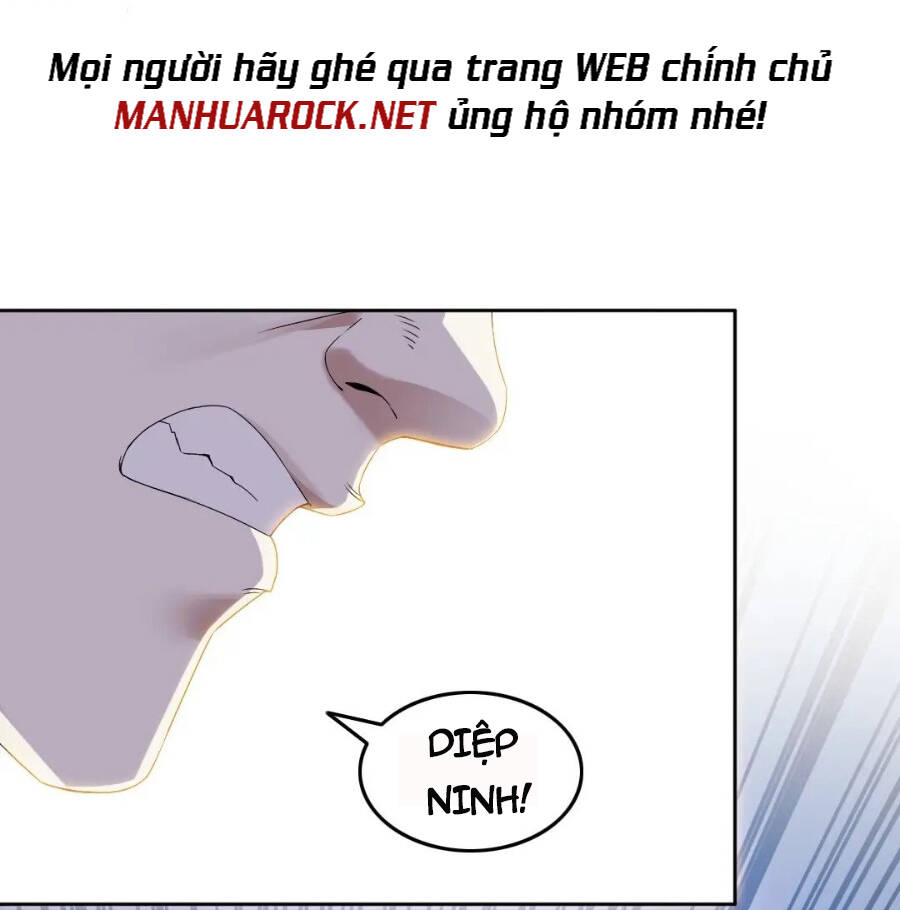 Mọi người hãy ghé qua trang WEB chính chủ
MANHUAROCK.NET ủng hộ nhóm nhé!
DIỆP
NINH!